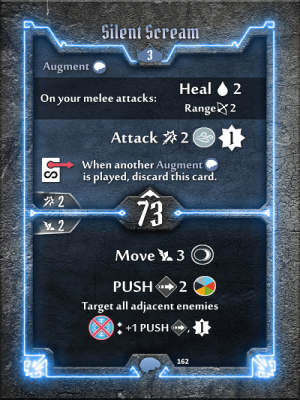 Silent Scream
3
Augment
On your melee attacks:
Heal 2
Range 2
Attack 2 1
When another Augment
is played, discard this card.
2
73
2
Move 3
PUSH 2
Target all adjacent enemies
: +1 PUSH , 1
162